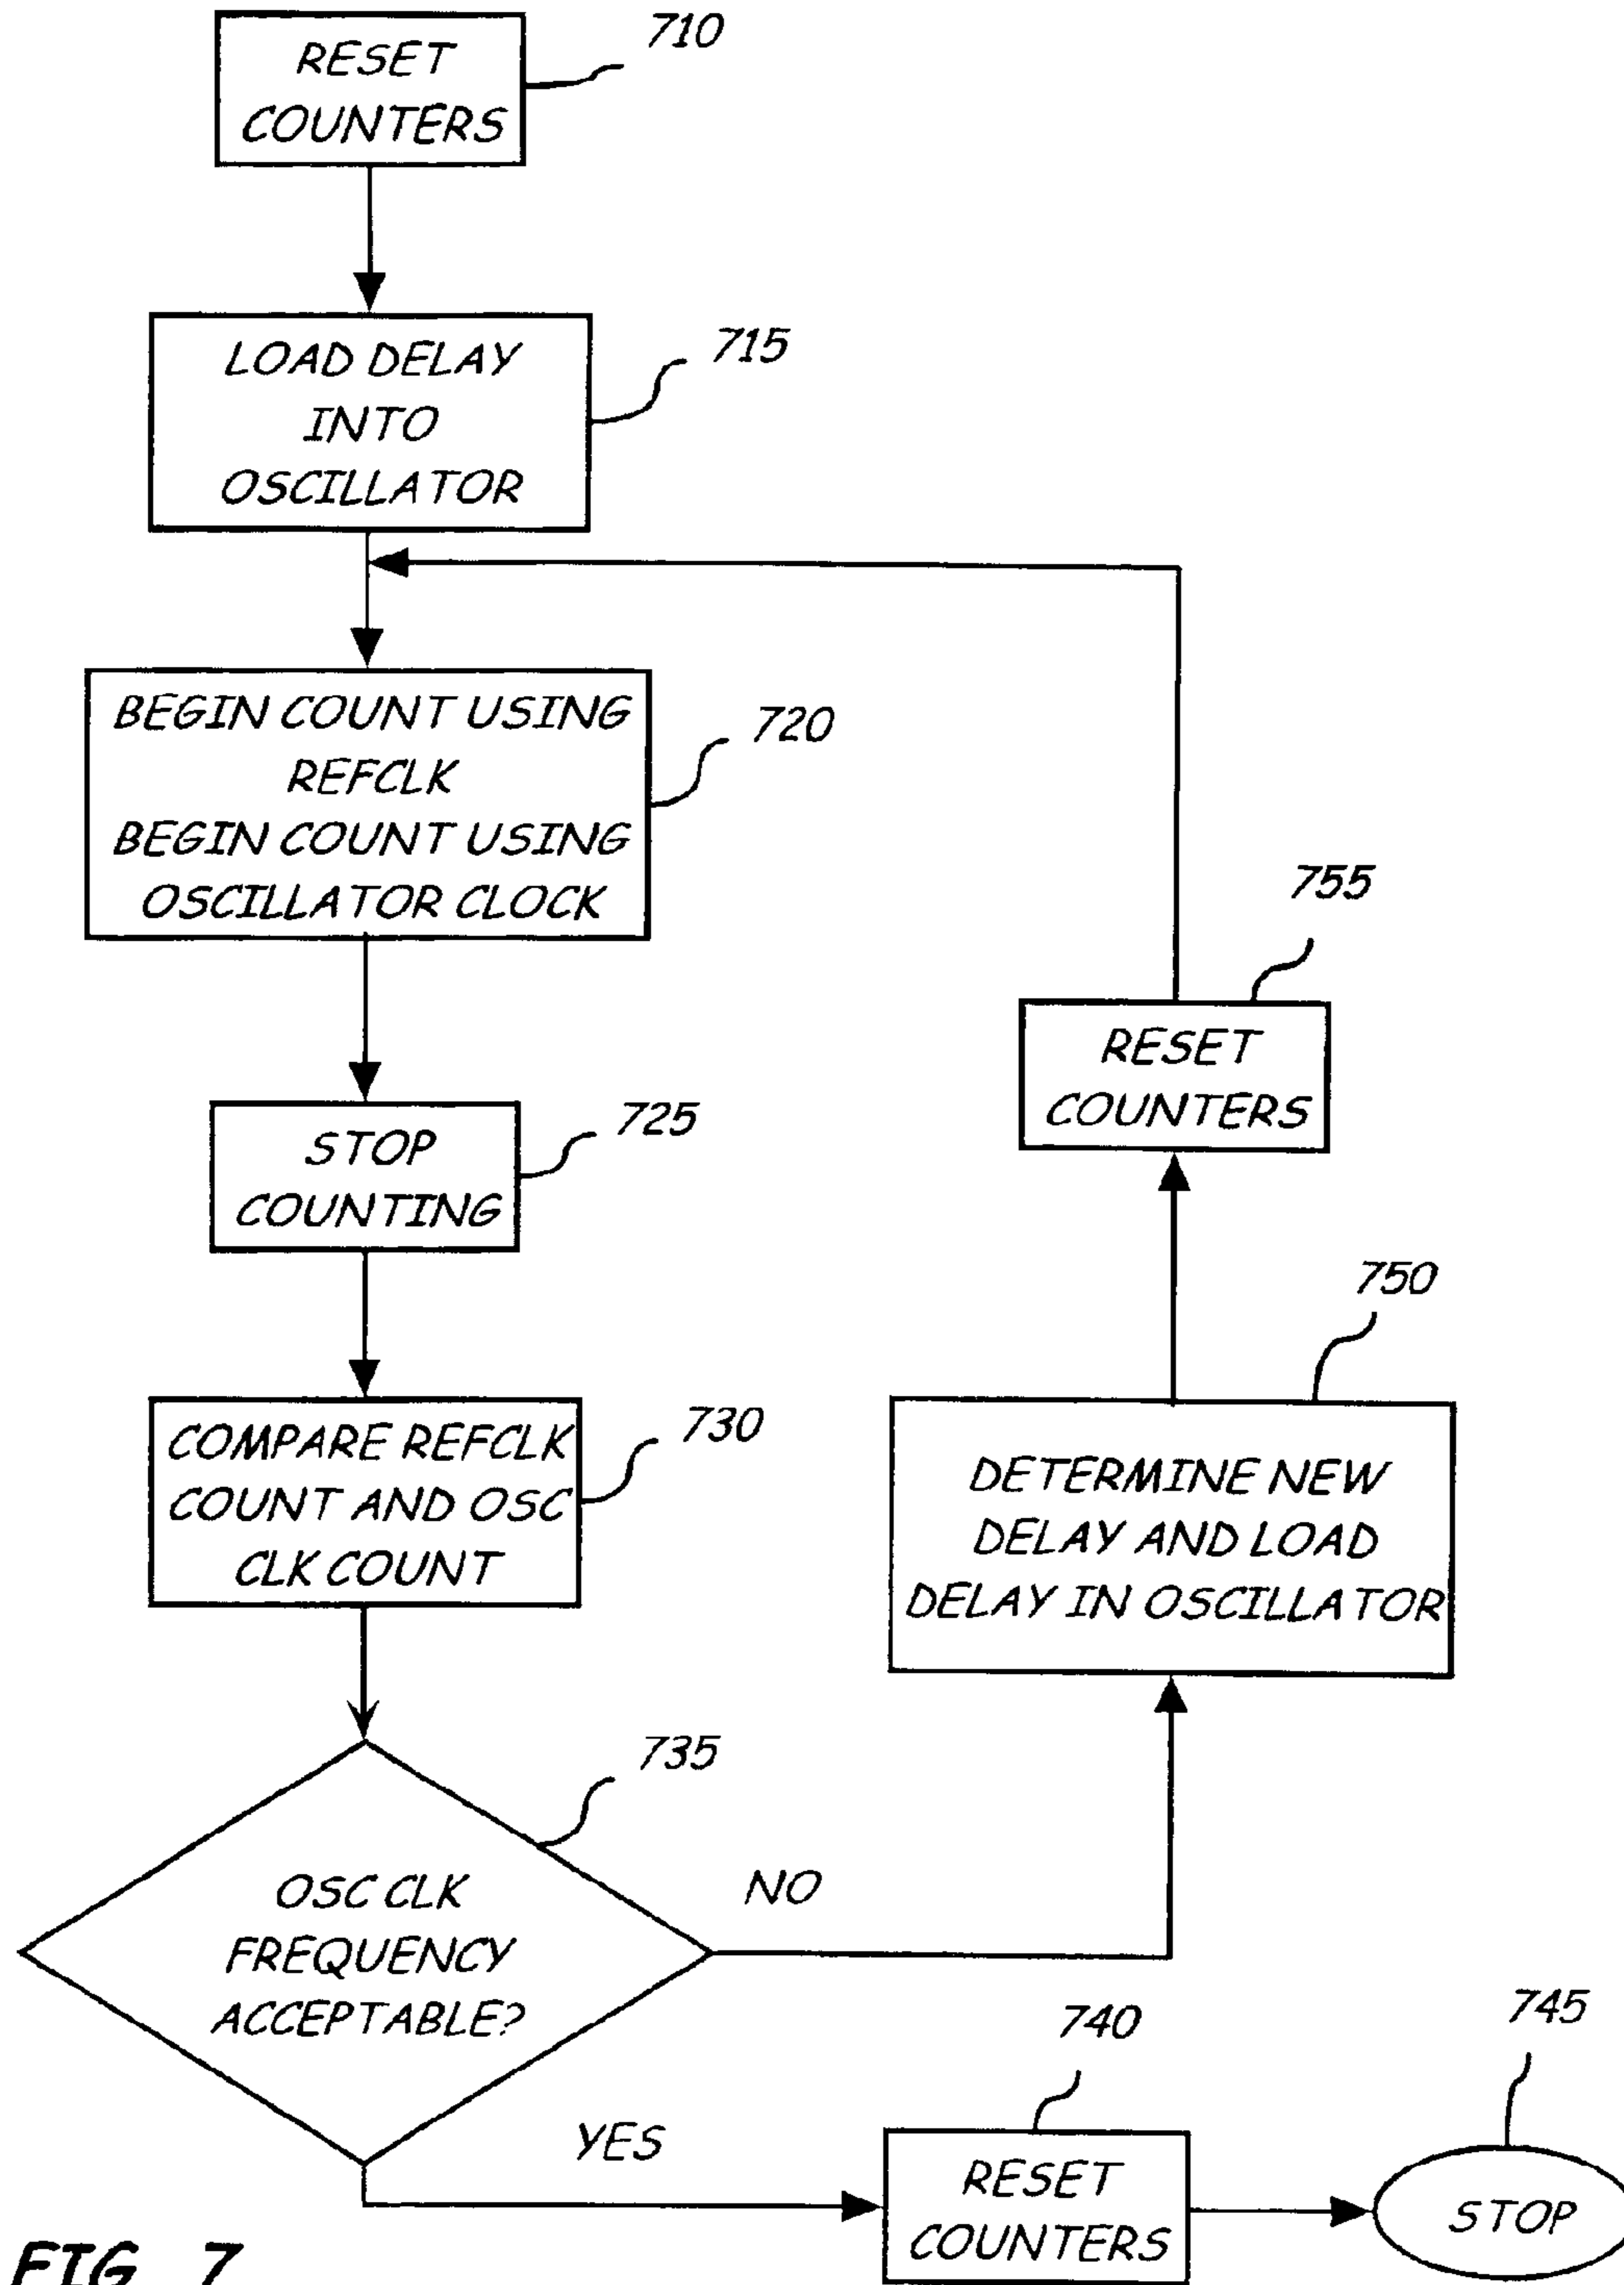 RESET
COUNTERS
710
LOAD DELAY
INTO
OSCILLATOR
715
BEGIN COUNT USING
REFCLK
BEGIN COUNT USING
OSCILLATOR CLOCK
720
STOP
COUNTING
725
COMPARE REFCLK
COUNT AND OSC
CLK COUNT
730
OSC CLK
FREQUENCY
ACCEPTABLE?
735
NO
YES
DETERMINE NEW
DELAY AND LOAD
DELAY IN OSCILLATOR
750
RESET
COUNTERS
755
RESET
COUNTERS
740
STOP
745
FIG. 7